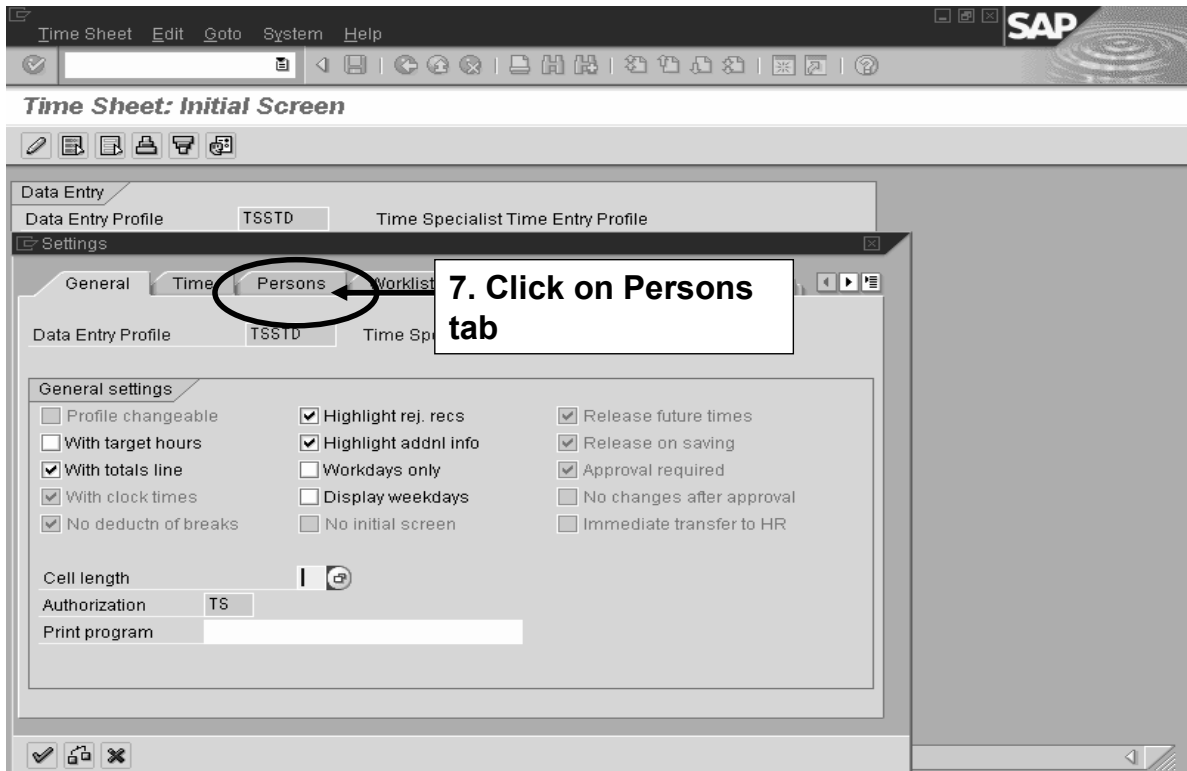 Time Sheet Edit Goto System Help
SAP
Time Sheet: Initial Screen
Data Entry
Data Entry Profile TSSTD Time Specialist Time Entry Profile
Settings
General Time Persons Worklist
7. Click on Persons
tab
Data Entry Profile TSSTD Time
General settings
Profile changeable Highlight rej. recs Release future times
With target hours Highlight addnl info Release on saving
With totals line Workdays only Approval required
With clock times Display weekdays No changes after approval
No deductn of breaks No initial screen Immediate transfer to HR
Cell length
Authorization TS
Print program